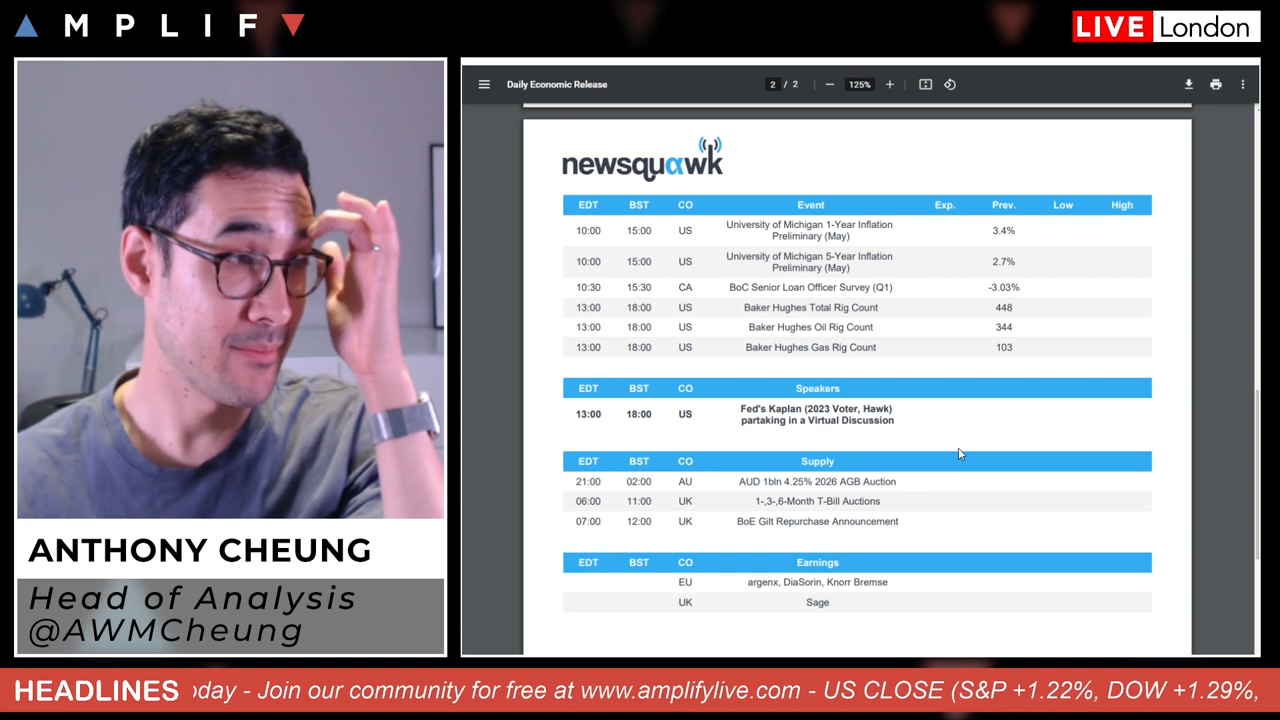 AMPLIFY
LIVE London
Daily Economic Release
2 / 2
125%
newsquawk
EDT BST CO Event Exp. Prev. Low High
10:00 15:00 US University of Michigan 1-Year Inflation Preliminary (May) 3.4%
10:00 15:00 US University of Michigan 5-Year Inflation Preliminary (May) 2.7%
10:30 15:30 CA BoC Senior Loan Officer Survey (Q1) -3.03%
13:00 18:00 US Baker Hughes Total Rig Count 448
13:00 18:00 US Baker Hughes Oil Rig Count 344
13:00 18:00 US Baker Hughes Gas Rig Count 103
EDT BST CO Speakers
13:00 18:00 US Fed's Kaplan (2023 Voter, Hawk) partaking in a Virtual Discussion
EDT BST CO Supply
21:00 02:00 AU AUD 1bln 4.25% 2026 AGB Auction
06:00 11:00 UK 1-,3-,6-Month T-Bill Auctions
07:00 12:00 UK BoE Gilt Repurchase Announcement
EDT BST CO Earnings
EU argenx, DiaSorin, Knorr Bremse
UK Sage
ANTHONY CHEUNG
Head of Analysis
@AWMCheung
HEADLINES oday - Join our community for free at www.amplifylive.com - US CLOSE (S&P +1.22%, DOW +1.29%,